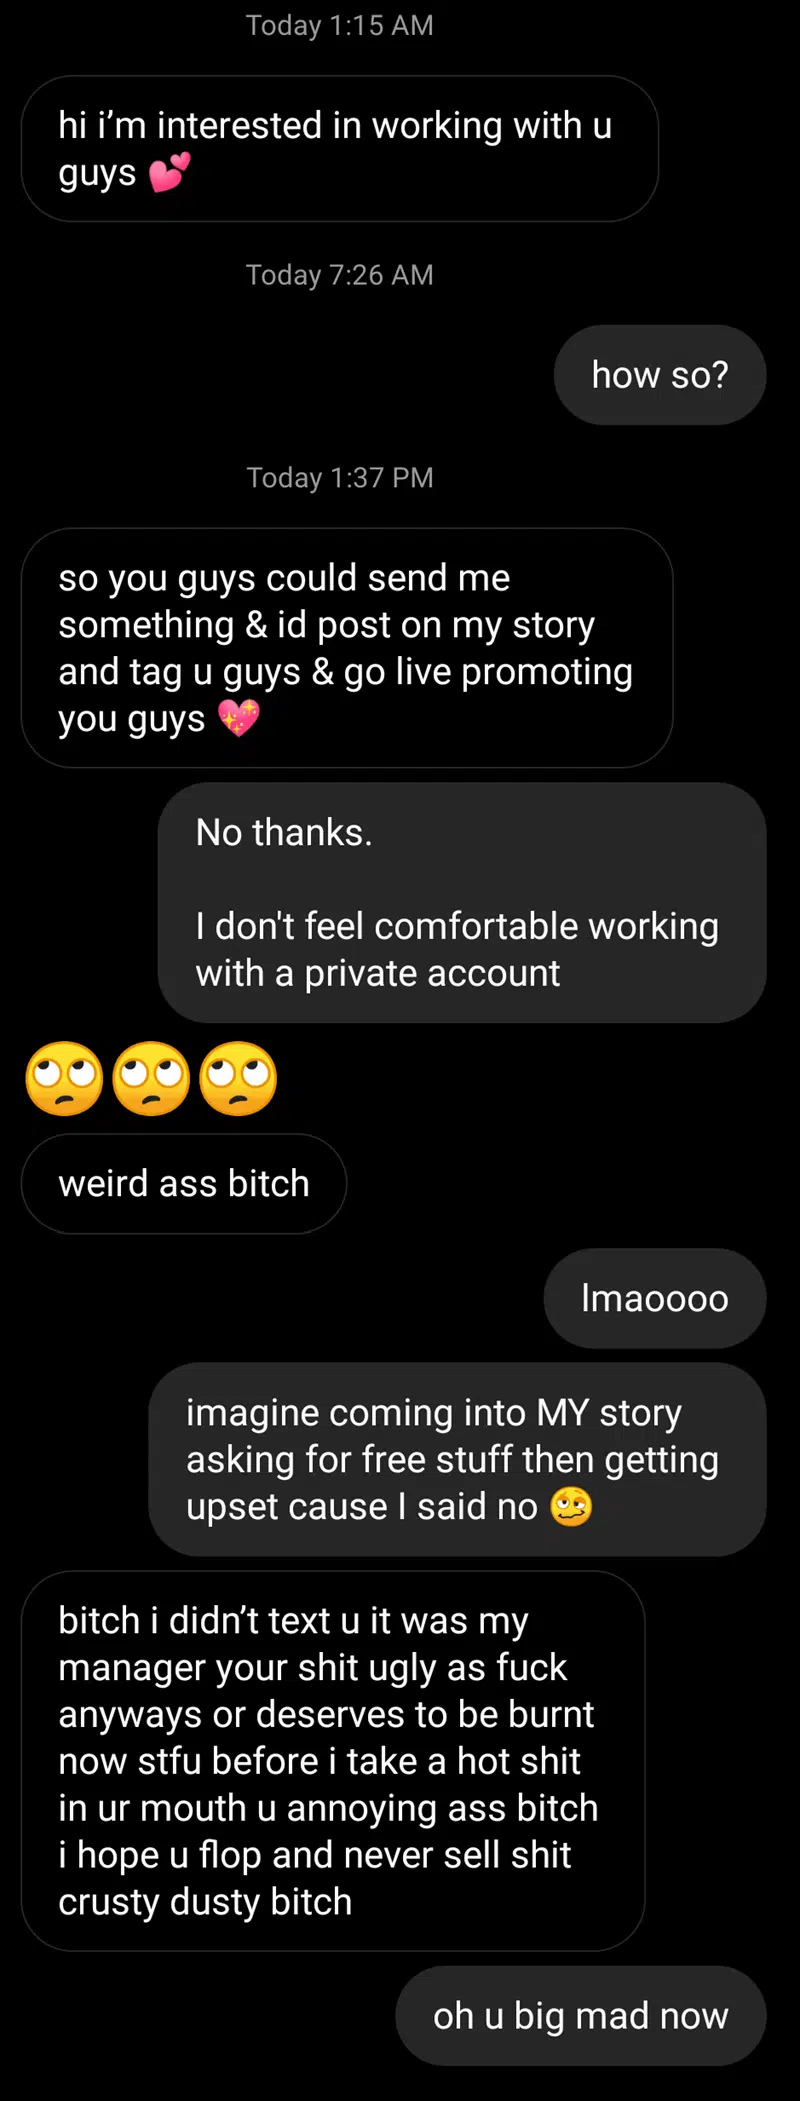 Today 1:15 AM
hi i’m interested in working with u
guys 💕
Today 7:26 AM
how so?
Today 1:37 PM
so you guys could send me
something & id post on my story
and tag u guys & go live promoting
you guys 💖
No thanks.
I don't feel comfortable working
with a private account
🙄🙄🙄
weird ass bitch
lmaoooo
imagine coming into MY story
asking for free stuff then getting
upset cause I said no 🥴
bitch i didn’t text u it was my
manager your shit ugly as fuck
anyways or deserves to be burnt
now stfu before i take a hot shit
in ur mouth u annoying ass bitch
i hope u flop and never sell shit
crusty dusty bitch
oh u big mad now